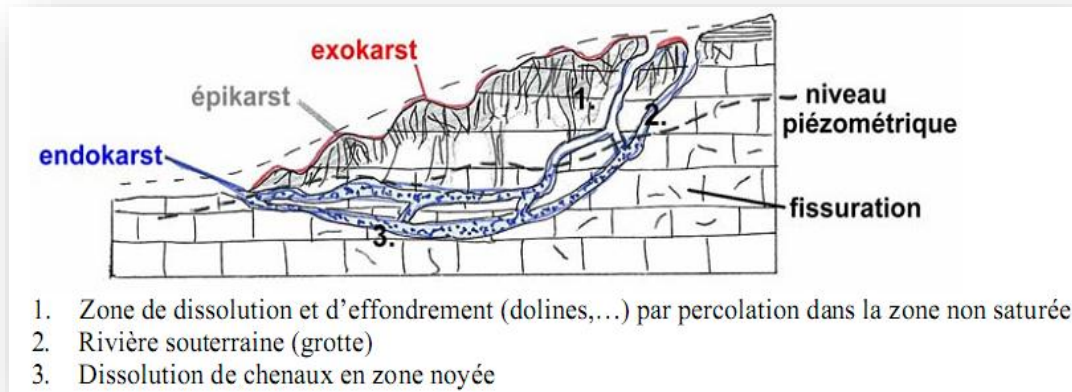 exokarst
épikarst
endokarst
1.
2.
3.
niveau
piézométrique
fissuration
1. Zone de dissolution et d’effondrement (dolines,…) par percolation dans la zone non saturée
2. Rivière souterraine (grotte)
3. Dissolution de chenaux en zone noyée